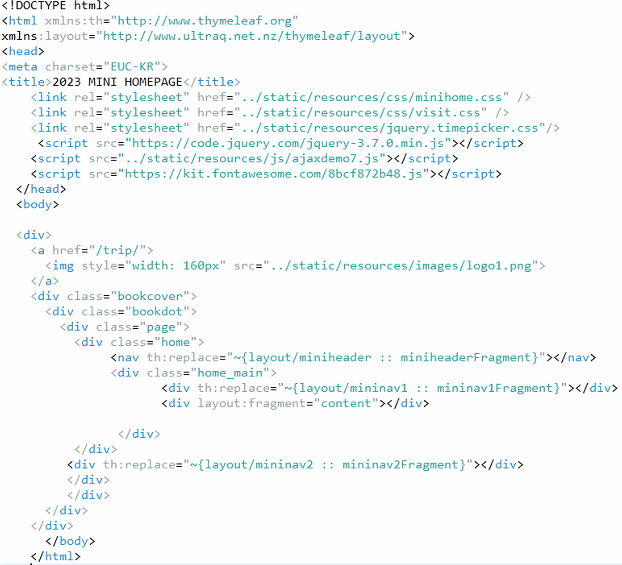 <!DOCTYPE html>
<html xmlns:th="http://www.thymeleaf.org"
xmlns:layout="http://www.ultraq.net.nz/thymeleaf/layout">
<head>
<meta charset="EUC-KR">
<title>2023 MINI HOMEPAGE</title>
<link rel="stylesheet" href="../static/resources/css/minihome.css" />
<link rel="stylesheet" href="../static/resources/css/visit.css" />
<link rel="stylesheet" href="../static/resources/jquery.timepicker.css"/>
<script src="https://code.jquery.com/jquery-3.7.0.min.js"></script>
<script src="../static/resources/js/ajaxdemo7.js"></script>
<script src="https://kit.fontawesome.com/8bcf872b48.js"></script>
</head>
<body>
<div>
<a href="/trip/">
<img style="width: 160px" src="../static/resources/images/logo1.png">
</a>
<div class="bookcover">
<div class="bookdot">
<div class="page">
<div class="home">
<nav th:replace="~{layout/miniheader :: miniheaderFragment}"></nav>
<div class="home_main">
<div th:replace="~{layout/mininav1 :: mininav1Fragment}"></div>
<div layout:fragment="content"></div>
</div>
</div>
<div th:replace="~{layout/mininav2 :: mininav2Fragment}"></div>
</div>
</div>
</div>
</div>
</body>
</html>